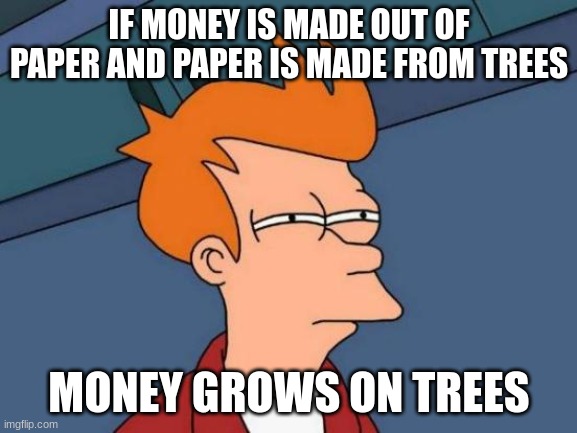 IF MONEY IS MADE OUT OF
PAPER AND PAPER IS MADE FROM TREES
MONEY GROWS ON TREES
imgflip.com